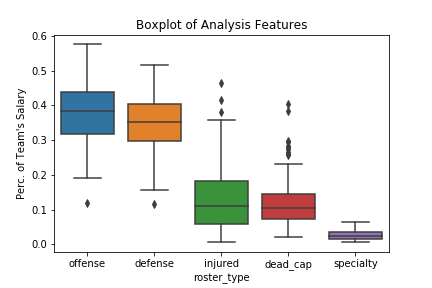 Boxplot of Analysis Features
Perc. of Team's Salary
0.6
0.5
0.4
0.3
0.2
0.1
0.0
offense defense injured dead_cap specialty
roster_type